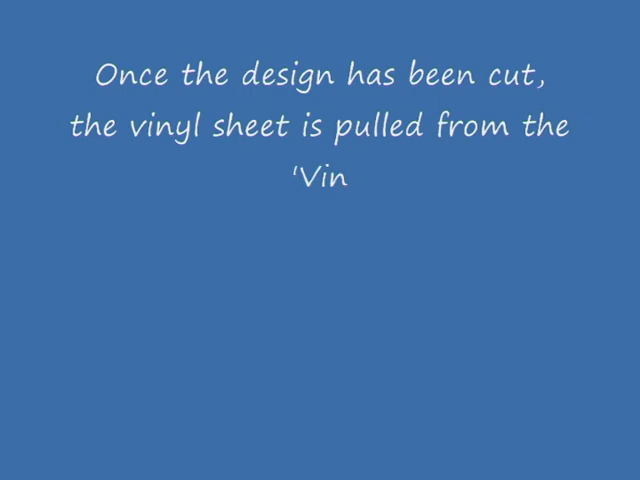 Once the design has been cut,
the vinyl sheet is pulled from the
'Vin